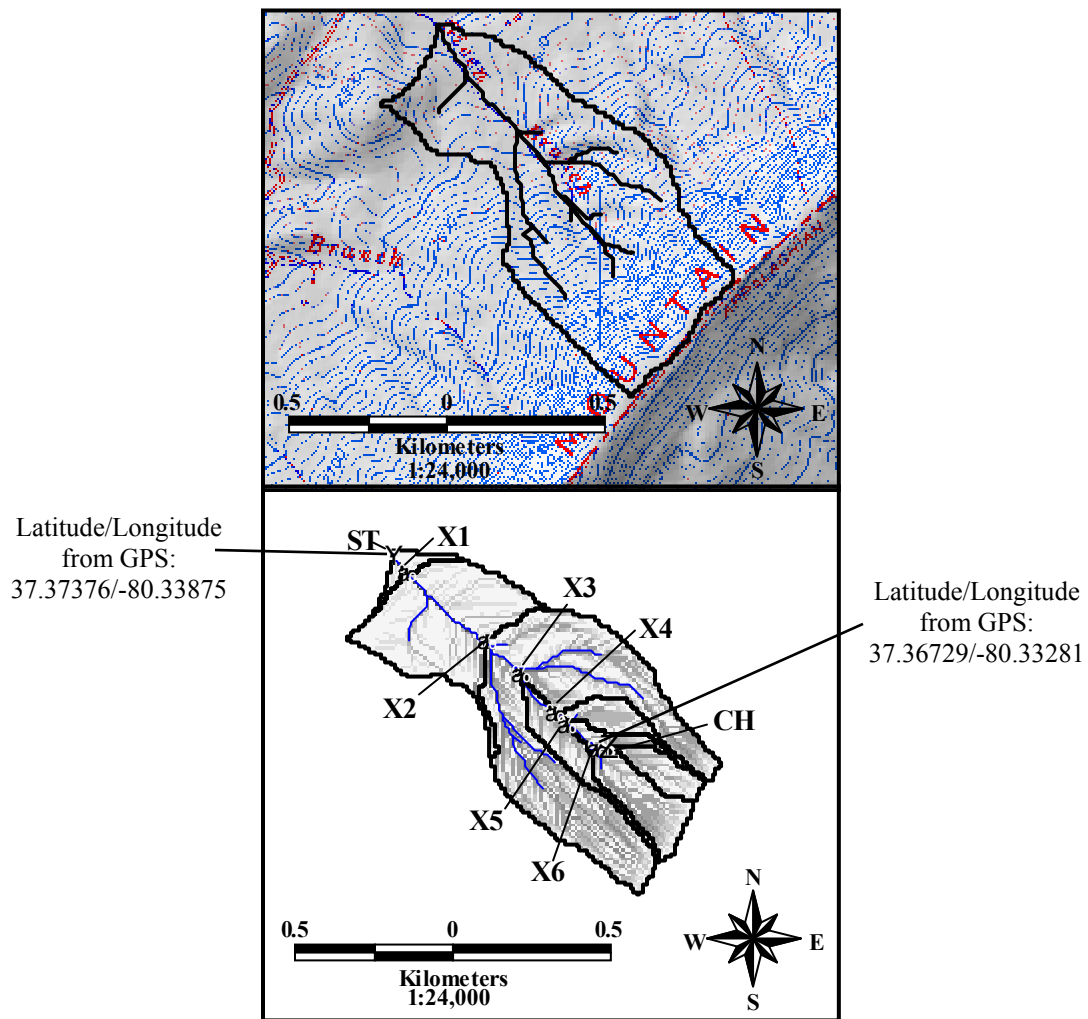 Branch
MOUNTAIN
APPALACHIAN
N
W E
S
0.5 0 0.5
Kilometers
1:24,000
Latitude/Longitude
from GPS:
37.37376/-80.33875
ST
X1
X3
X4
X2
CH
X5
X6
Latitude/Longitude
from GPS:
37.36729/-80.33281
N
W E
S
0.5 0 0.5
Kilometers
1:24,000